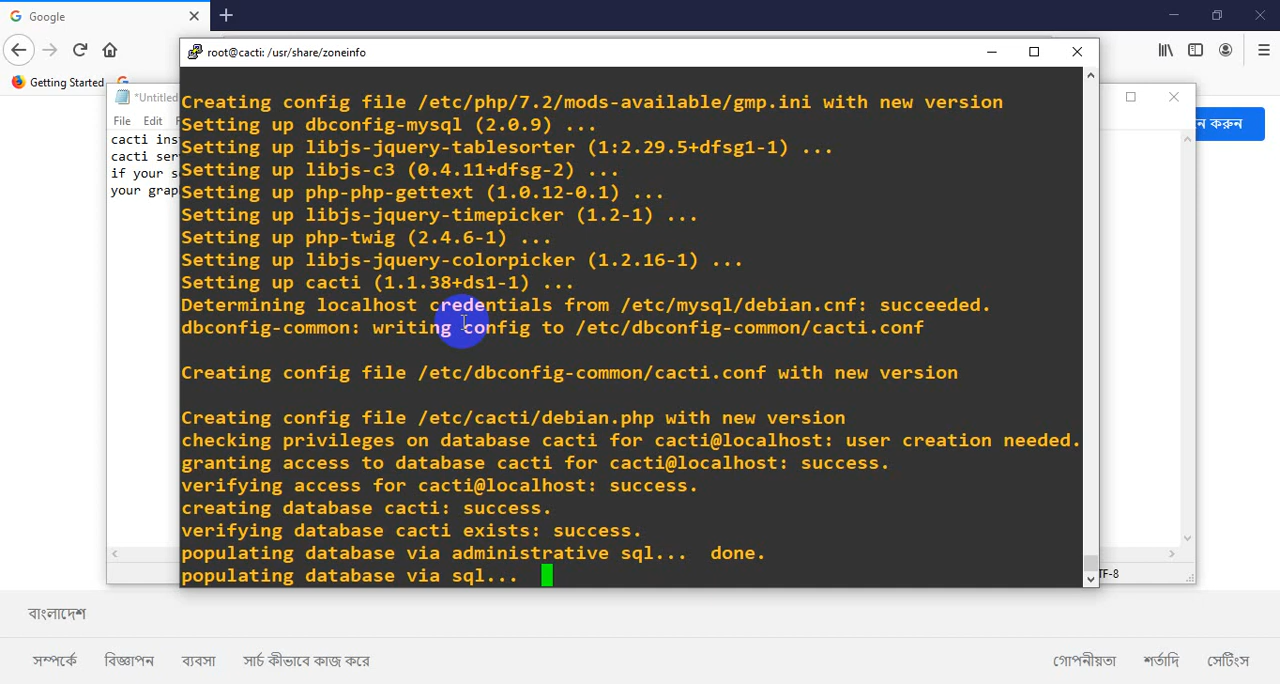 Google
root@cacti: /usr/share/zoneinfo
Getting Started
*Untitled
File Edit F
cacti ins
cacti ser
if your s
your grap
ন করুন
Creating config file /etc/php/7.2/mods-available/gmp.ini with new version
Setting up dbconfig-mysql (2.0.9) ...
Setting up libjs-jquery-tablesorter (1:2.29.5+dfsg1-1) ...
Setting up libjs-c3 (0.4.11+dfsg-2) ...
Setting up php-php-gettext (1.0.12-0.1) ...
Setting up libjs-jquery-timepicker (1.2-1) ...
Setting up php-twig (2.4.6-1) ...
Setting up libjs-jquery-colorpicker (1.2.16-1) ...
Setting up cacti (1.1.38+ds1-1) ...
Determining localhost credentials from /etc/mysql/debian.cnf: succeeded.
dbconfig-common: writing config to /etc/dbconfig-common/cacti.conf
Creating config file /etc/dbconfig-common/cacti.conf with new version
Creating config file /etc/cacti/debian.php with new version
checking privileges on database cacti for cacti@localhost: user creation needed.
granting access to database cacti for cacti@localhost: success.
verifying access for cacti@localhost: success.
creating database cacti: success.
verifying database cacti exists: success.
populating database via administrative sql... done.
populating database via sql...
TF-8
বাংলাদেশ
সম্পর্কে বিজ্ঞাপন ব্যবসা সার্চ কীভাবে কাজ করে গোপনীয়তা শর্তাদি সেটিংস